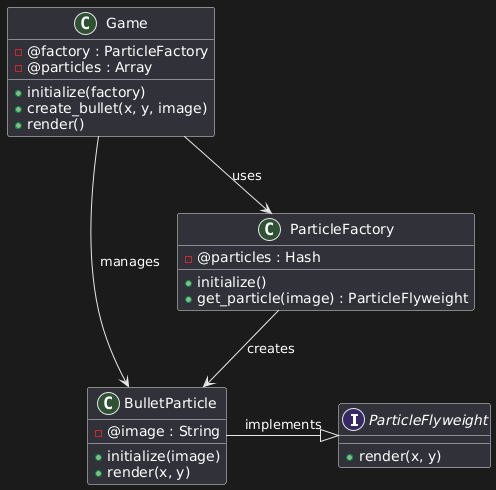 C Game
@factory : ParticleFactory
@particles : Array
initialize(factory)
create_bullet(x, y, image)
render()
uses
C ParticleFactory
@particles : Hash
initialize()
get_particle(image) : ParticleFlyweight
manages
creates
C BulletParticle
@image : String
initialize(image)
render(x, y)
implements
I ParticleFlyweight
render(x, y)